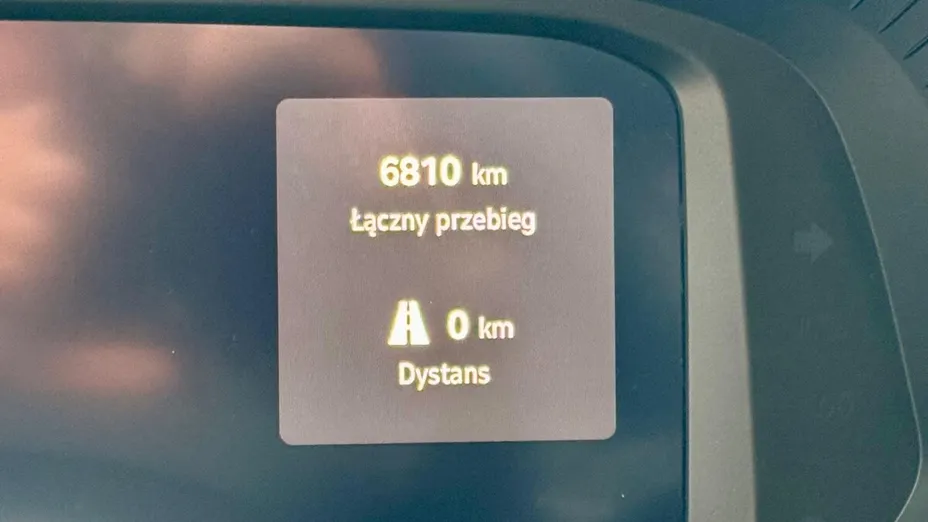 6810 km
Łączny przebieg
0 km
Dystans